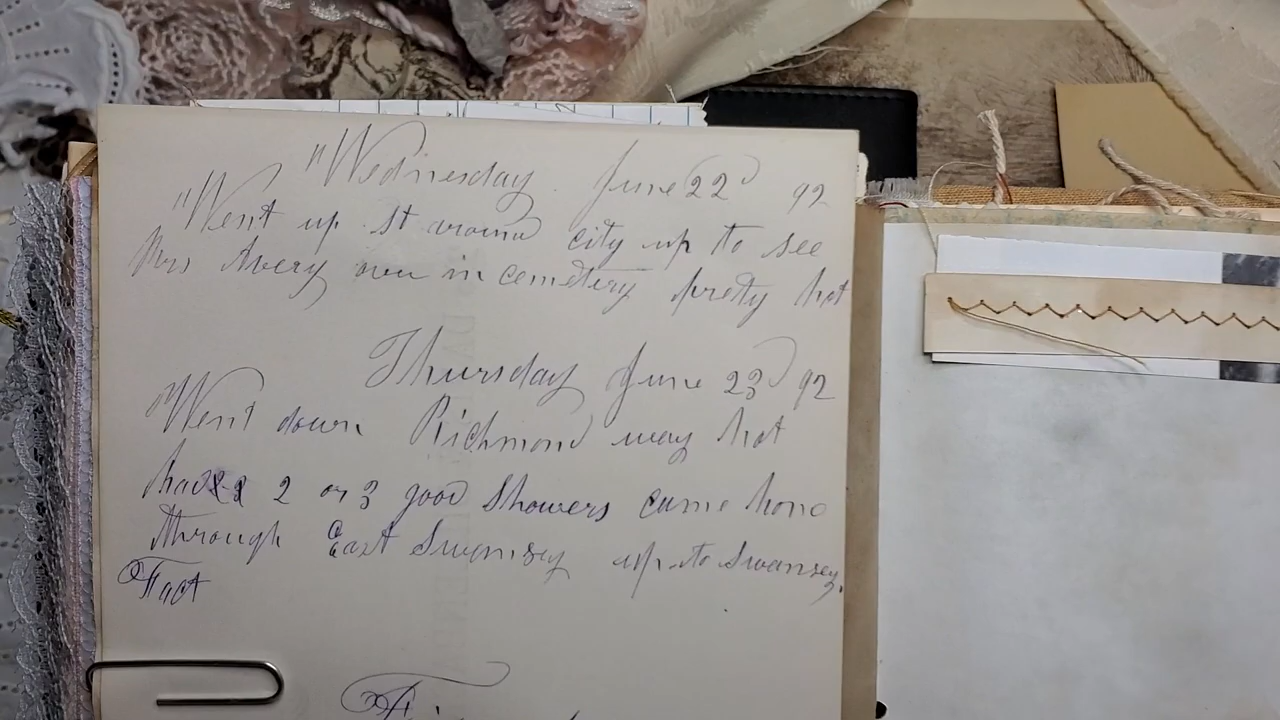 "Wednesday June 22d 92
"Went up St around city up to see
Mrs Avery over in cemetery pretty hot
Thursday June 23d 92
Went down Richmond way hot
had 2 or 3 good Showers came home
through East Swansey up to Swansey.
Fact